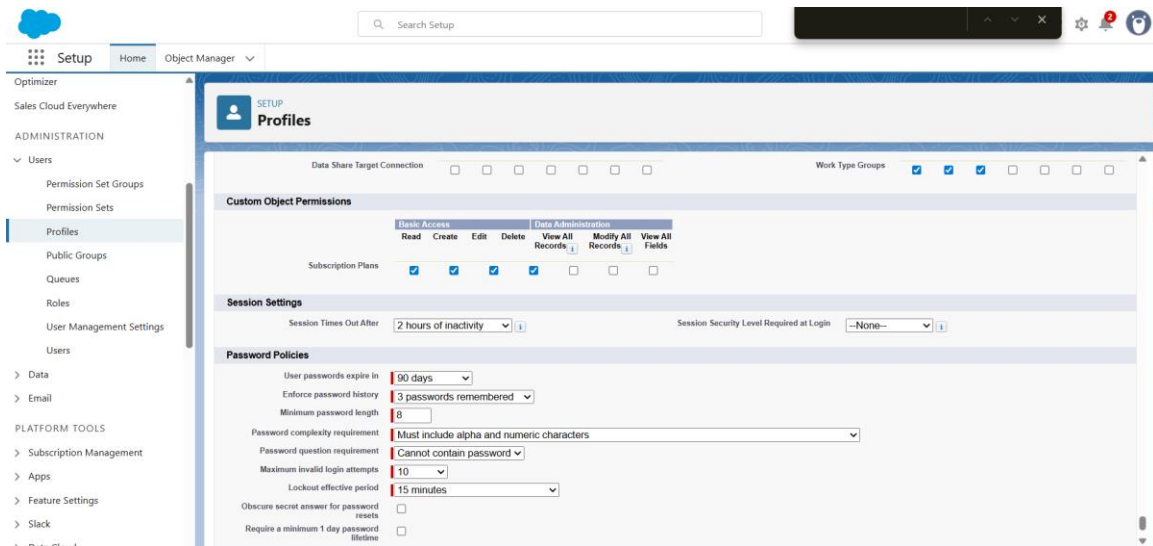 Search Setup
2
Setup Home Object Manager
Optimizer
Sales Cloud Everywhere
ADMINISTRATION
Users
Permission Set Groups
Permission Sets
Profiles
Public Groups
Queues
Roles
User Management Settings
Users
Data
Email
PLATFORM TOOLS
Subscription Management
Apps
Feature Settings
Slack
Data Cloud
SETUP
Profiles
Data Share Target Connection
Work Type Groups
Custom Object Permissions
Basic Access Data Administration
Read Create Edit Delete View All Records Modify All Records View All Fields
Subscription Plans
Session Settings
Session Times Out After 2 hours of inactivity
Session Security Level Required at Login --None--
Password Policies
User passwords expire in 90 days
Enforce password history 3 passwords remembered
Minimum password length 8
Password complexity requirement Must include alpha and numeric characters
Password question requirement Cannot contain password
Maximum invalid login attempts 10
Lockout effective period 15 minutes
Obscure secret answer for password
resets
Require a minimum 1 day password
lifetime